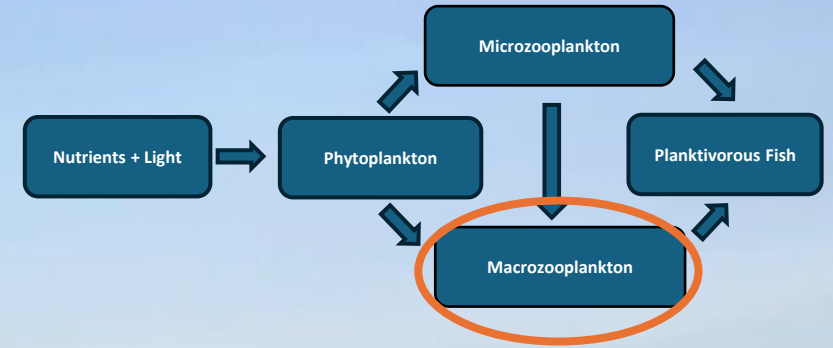 Microzooplankton
Nutrients + Light
Phytoplankton
Planktivorous Fish
Macrozooplankton